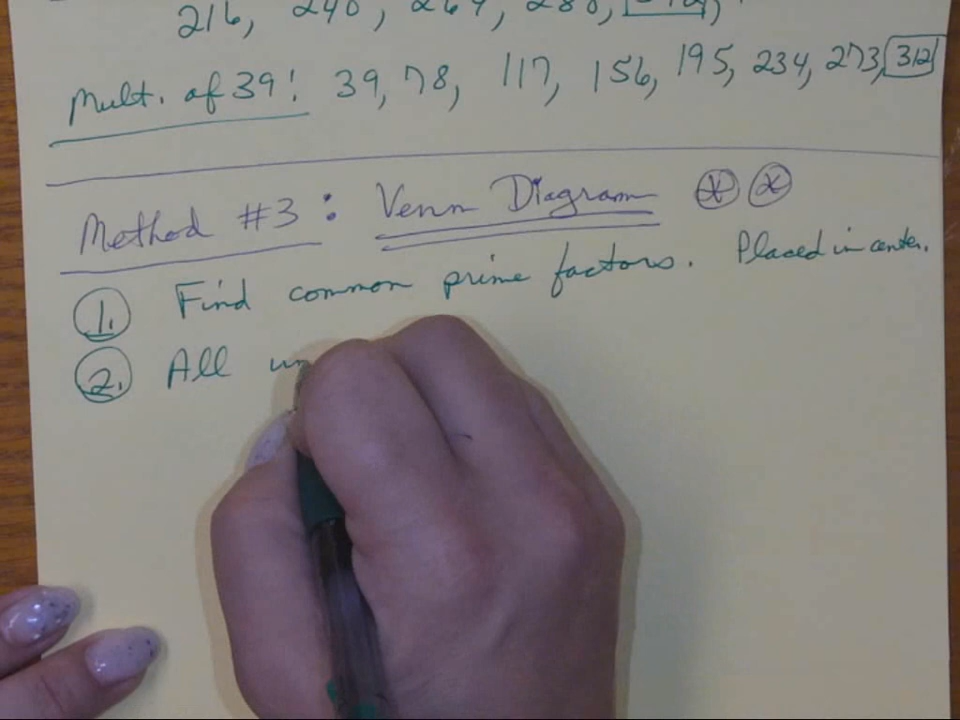 216, 240, 264, 288,
Mult. of 39: 39, 78, 117, 156, 195, 234, 273, 312
Method #3: Venn Diagram
1. Find common prime factors. Placed in center.
2. All un